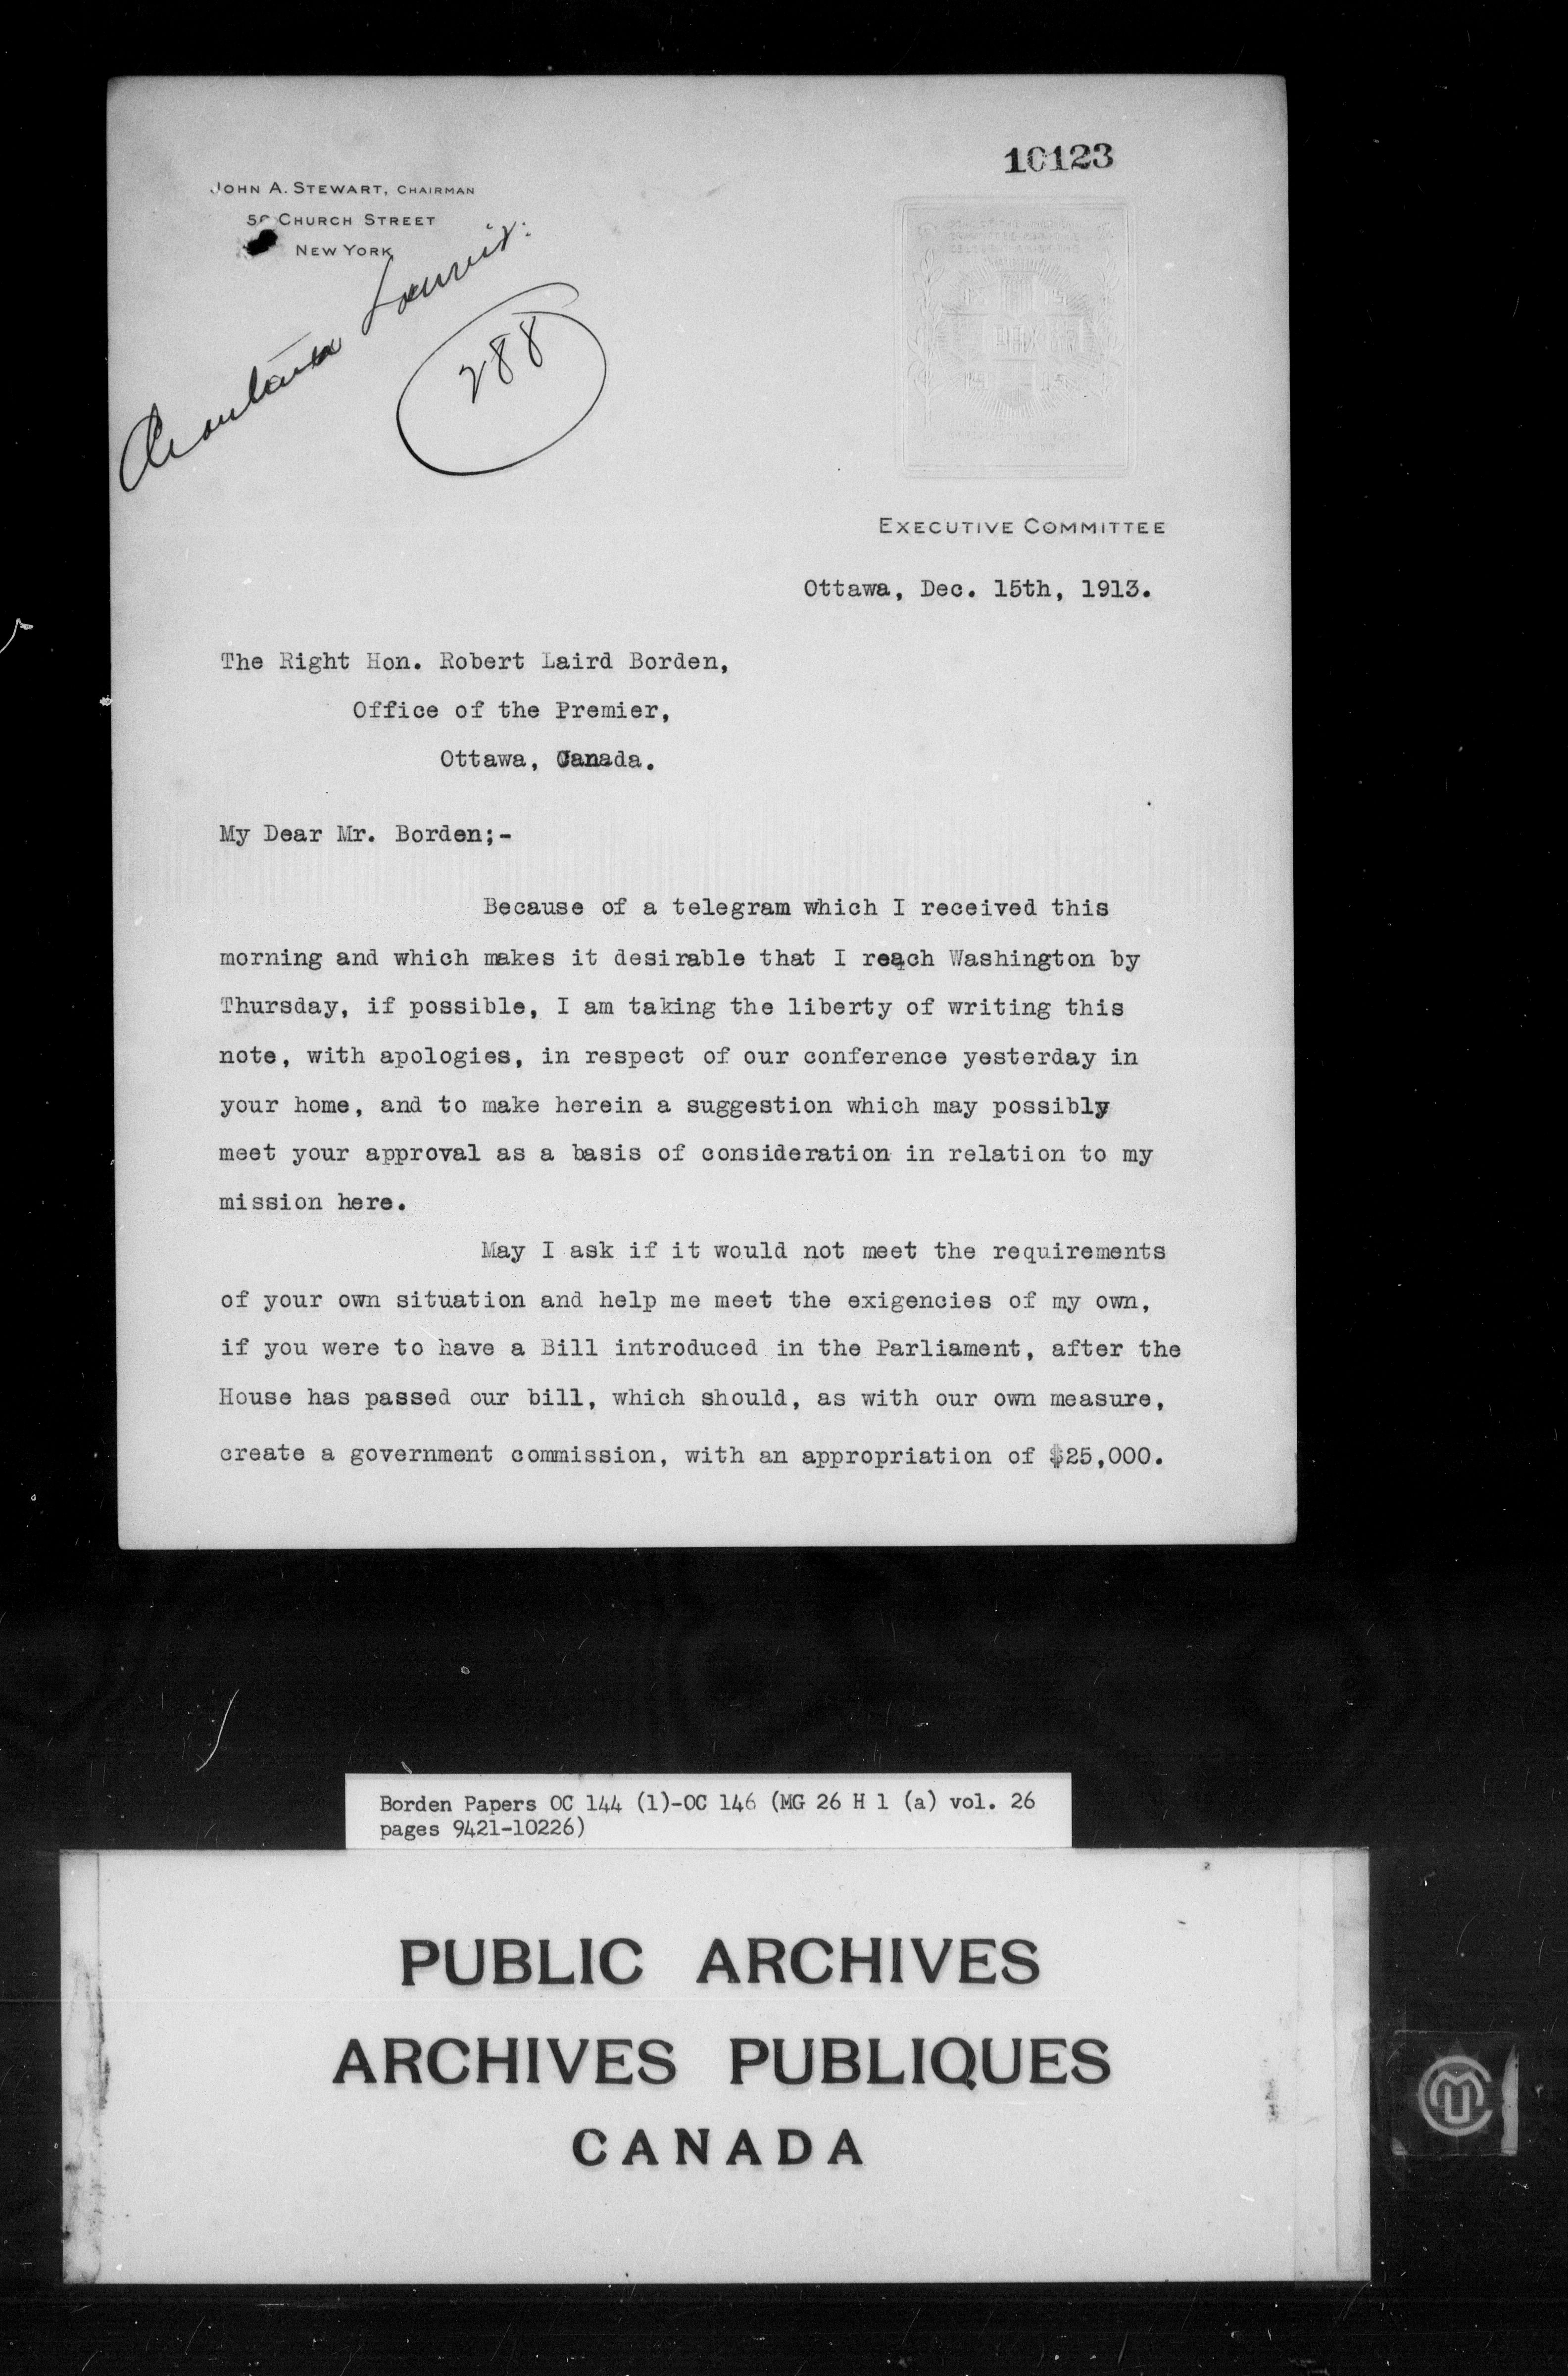 10123
JOHN A. STEWART, CHAIRMAN
CHURCH STREET
NEW YORK
288
EXECUTIVE COMMITTEE
Ottawa, Dec. 15th, 1913.
The Right Hon. Robert Laird Borden,
Office of the Premier,
Ottawa, Canada.
My Dear Mr. Borden;-
Because of a telegram which I received this
morning and which makes it desirable that I reach Washington by
Thursday, if possible, I am taking the liberty of writing this
note, with apologies, in respect of our conference yesterday in
your home, and to make herein a suggestion which may possibly
meet your approval as a basis of consideration in relation to my
mission here.
May I ask if it would not meet the requirements
of your own situation and help me meet the exigencies of my own,
if you were to have a Bill introduced in the Parliament, after the
House has passed our bill, which should, as with our own measure,
create a government commission, with an appropriation of $25,000.
Borden Papers OC 144 (1)-OC 146 (MG 26 H 1 (a) vol. 26
pages 9421-10226)
PUBLIC ARCHIVES
ARCHIVES PUBLIQUES
CANADA